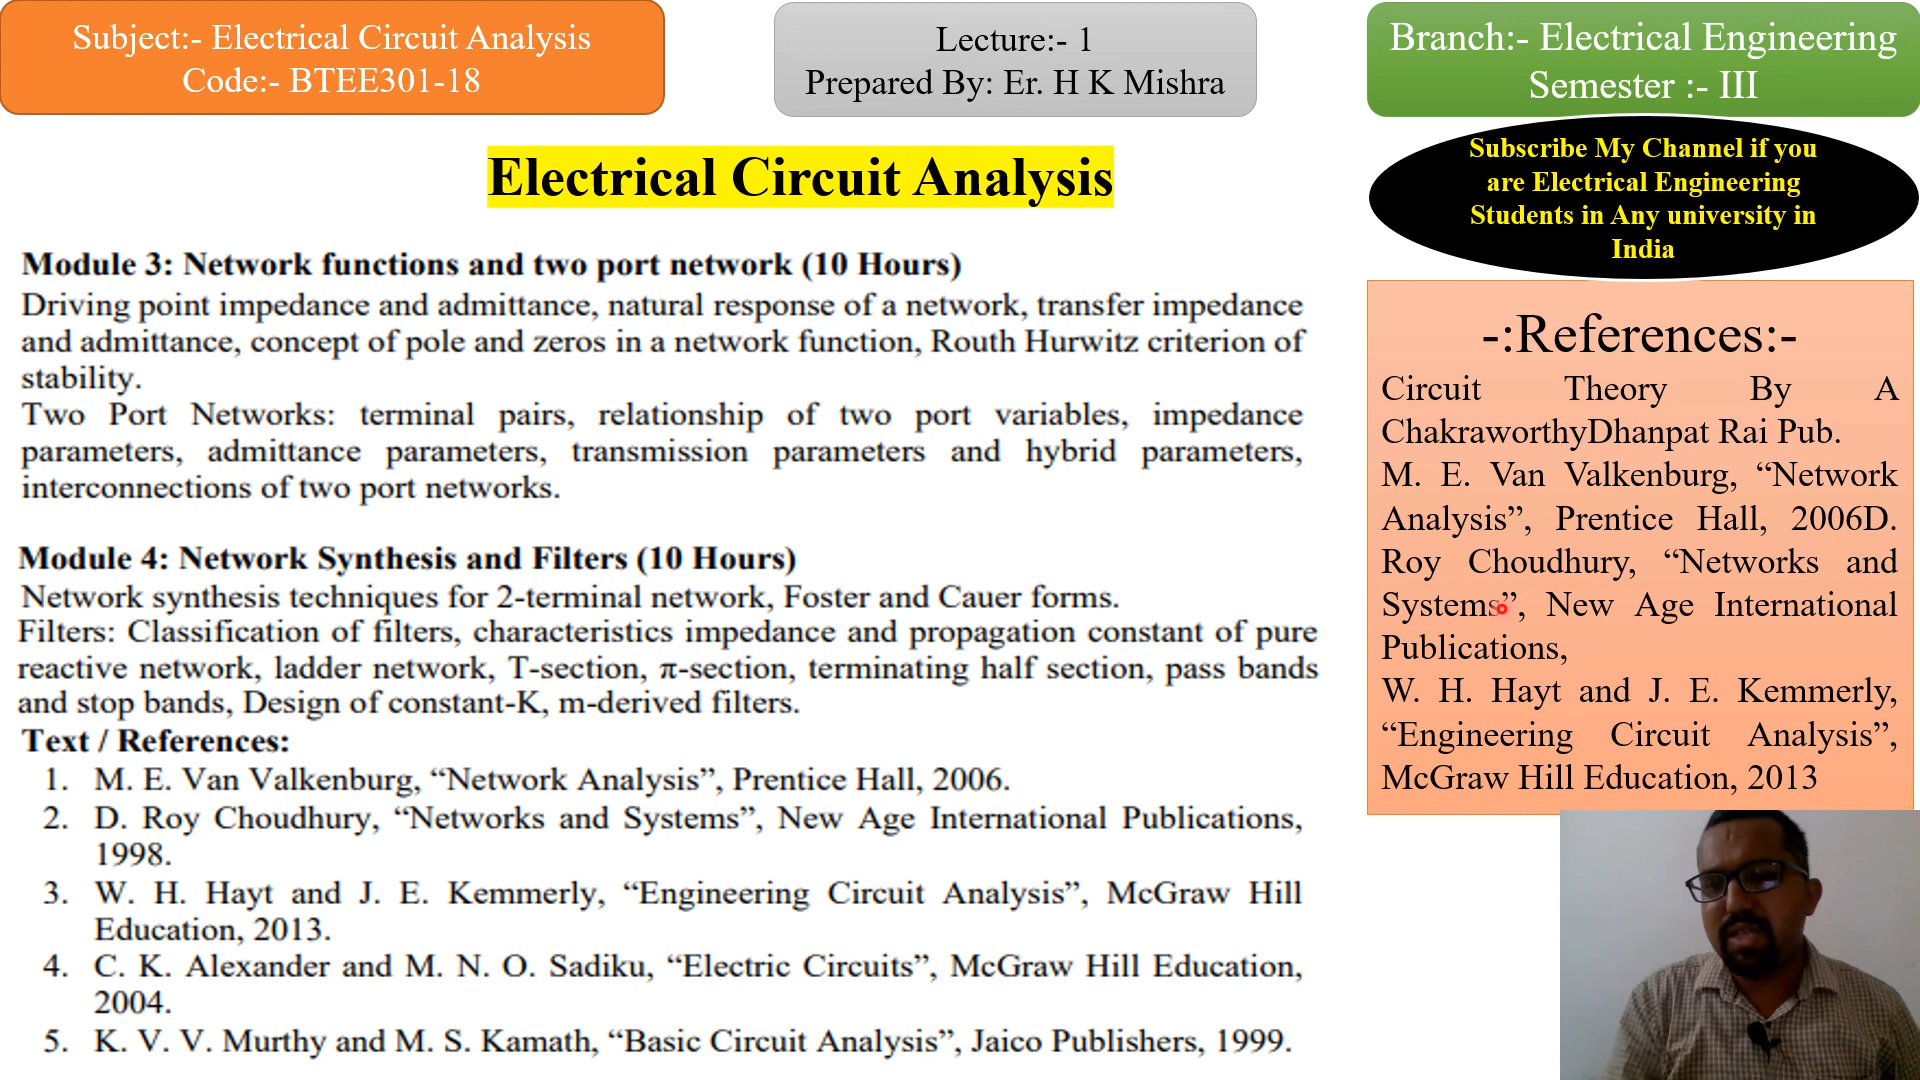 Subject:- Electrical Circuit Analysis
Code:- BTEE301-18
Lecture:- 1
Prepared By: Er. H K Mishra
Branch:- Electrical Engineering
Semester :- III
Subscribe My Channel if you
are Electrical Engineering
Students in Any university in
India
Electrical Circuit Analysis
Module 3: Network functions and two port network (10 Hours)
Driving point impedance and admittance, natural response of a network, transfer impedance
and admittance, concept of pole and zeros in a network function, Routh Hurwitz criterion of
stability.
Two Port Networks: terminal pairs, relationship of two port variables, impedance
parameters, admittance parameters, transmission parameters and hybrid parameters,
interconnections of two port networks.
Module 4: Network Synthesis and Filters (10 Hours)
Network synthesis techniques for 2-terminal network, Foster and Cauer forms.
Filters: Classification of filters, characteristics impedance and propagation constant of pure
reactive network, ladder network, T-section, π-section, terminating half section, pass bands
and stop bands, Design of constant-K, m-derived filters.
Text / References:
1. M. E. Van Valkenburg, “Network Analysis”, Prentice Hall, 2006.
2. D. Roy Choudhury, “Networks and Systems”, New Age International Publications,
1998.
3. W. H. Hayt and J. E. Kemmerly, “Engineering Circuit Analysis”, McGraw Hill
Education, 2013.
4. C. K. Alexander and M. N. O. Sadiku, “Electric Circuits”, McGraw Hill Education,
2004.
5. K. V. V. Murthy and M. S. Kamath, “Basic Circuit Analysis”, Jaico Publishers, 1999.
-:References:-
Circuit Theory By A
ChakraworthyDhanpat Rai Pub.
M. E. Van Valkenburg, “Network
Analysis”, Prentice Hall, 2006D.
Roy Choudhury, “Networks and
Systems”, New Age International
Publications,
W. H. Hayt and J. E. Kemmerly,
“Engineering Circuit Analysis”,
McGraw Hill Education, 2013